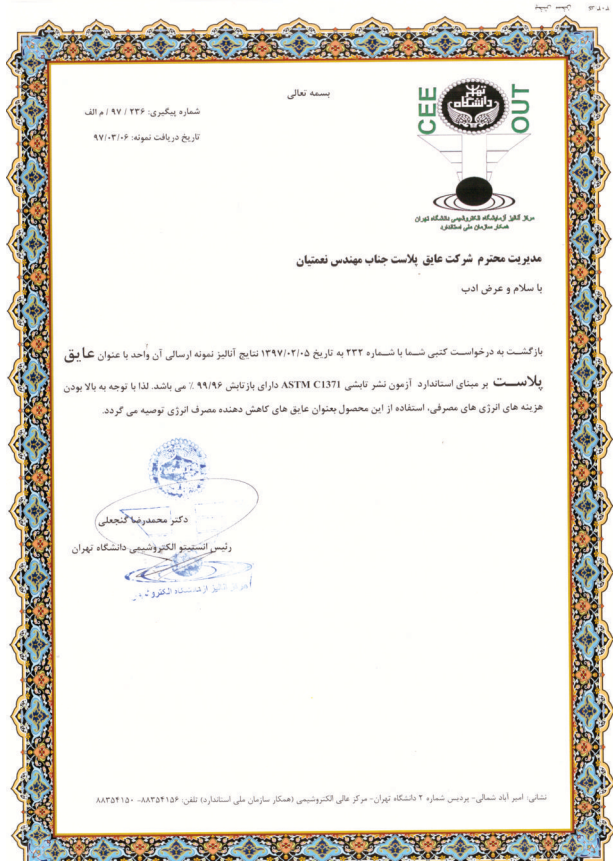 بسمه تعالی
شماره پیگیری: ۲۳۶ / ۹۷ / م الف
تاریخ دریافت نمونه: ۹۷/۰۳/۰۶
CEE
OUT
دانشگاه تهران
مرکز آنالیز آزمایشگاه الکتروشیمی دانشگاه تهران
همکار سازمان ملی استاندارد
مدیریت محترم شرکت عایق پلاست جناب مهندس نعمتیان
با سلام و عرض ادب
بازگشت به درخواست کتبی شما با شماره ۲۳۲ به تاریخ ۱۳۹۷/۰۲/۰۵ نتایج آنالیز نمونه ارسالی آن واحد با عنوان عایق
پلاست بر مبنای استاندارد آزمون نشر تابشی ASTM C1371 دارای بازتابش ۹۹/۹۶ ٪ می باشد. لذا با توجه به بالا بودن
هزینه های انرژی های مصرفی، استفاده از این محصول بعنوان عایق های کاهش دهنده مصرف انرژی توصیه می گردد.
دکتر محمدرضا گنجعلی
رئیس انستیتو الکتروشیمی دانشگاه تهران
مرکز آنالیز آزمایشگاه الکتروشیمی
نشانی: امیر آباد شمالی- پردیس شماره ۲ دانشگاه تهران- مرکز عالی الکتروشیمی (همکار سازمان ملی استاندارد) تلفن: ۸۸۳۵۴۱۵۶- ۸۸۳۵۴۱۵۰